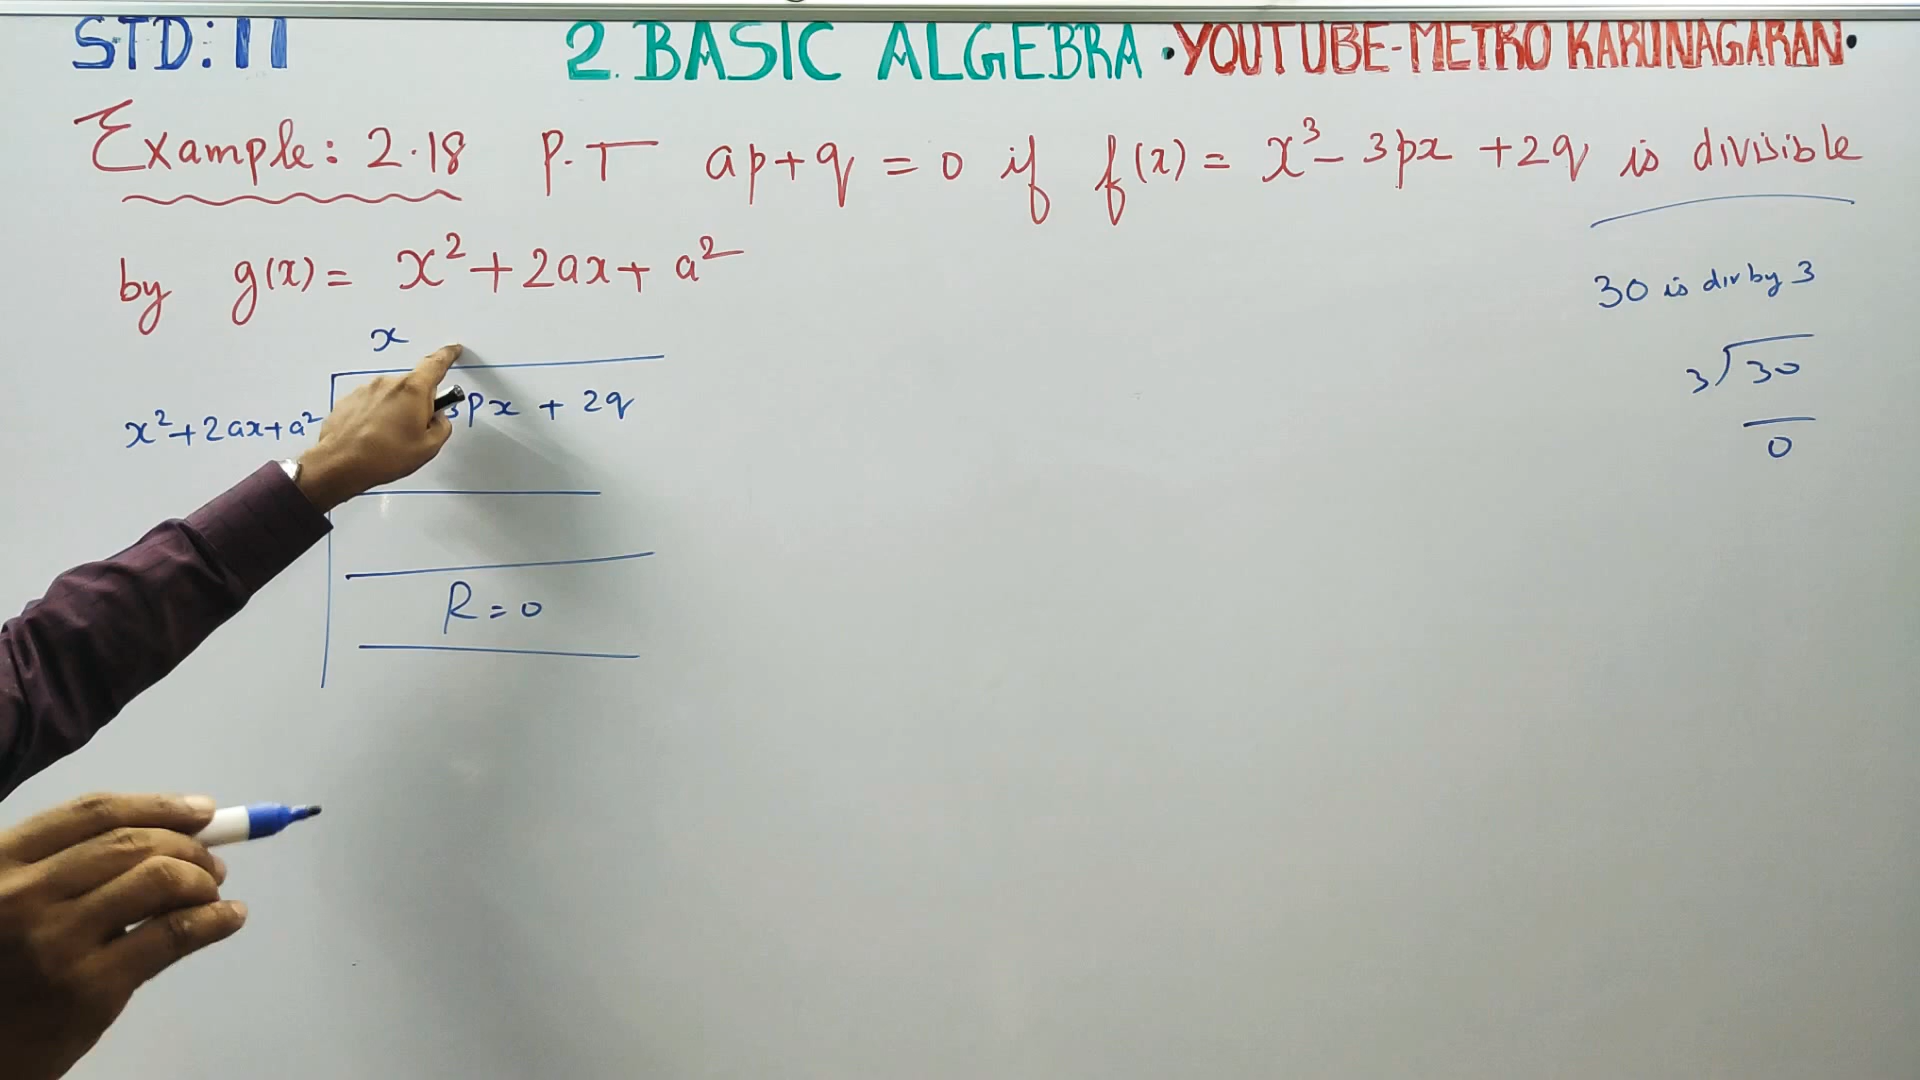 STD: 11 2. BASIC ALGEBRA • YOUTUBE-METRO KARUNAGARAN •
Example: 2.18 P.T ap+q = 0 if f(x) = x³ - 3px + 2q is divisible
by g(x) = x² + 2ax + a²
30 is div by 3
x
x²+2ax+a² 3px + 2q
3 30
0
R = 0